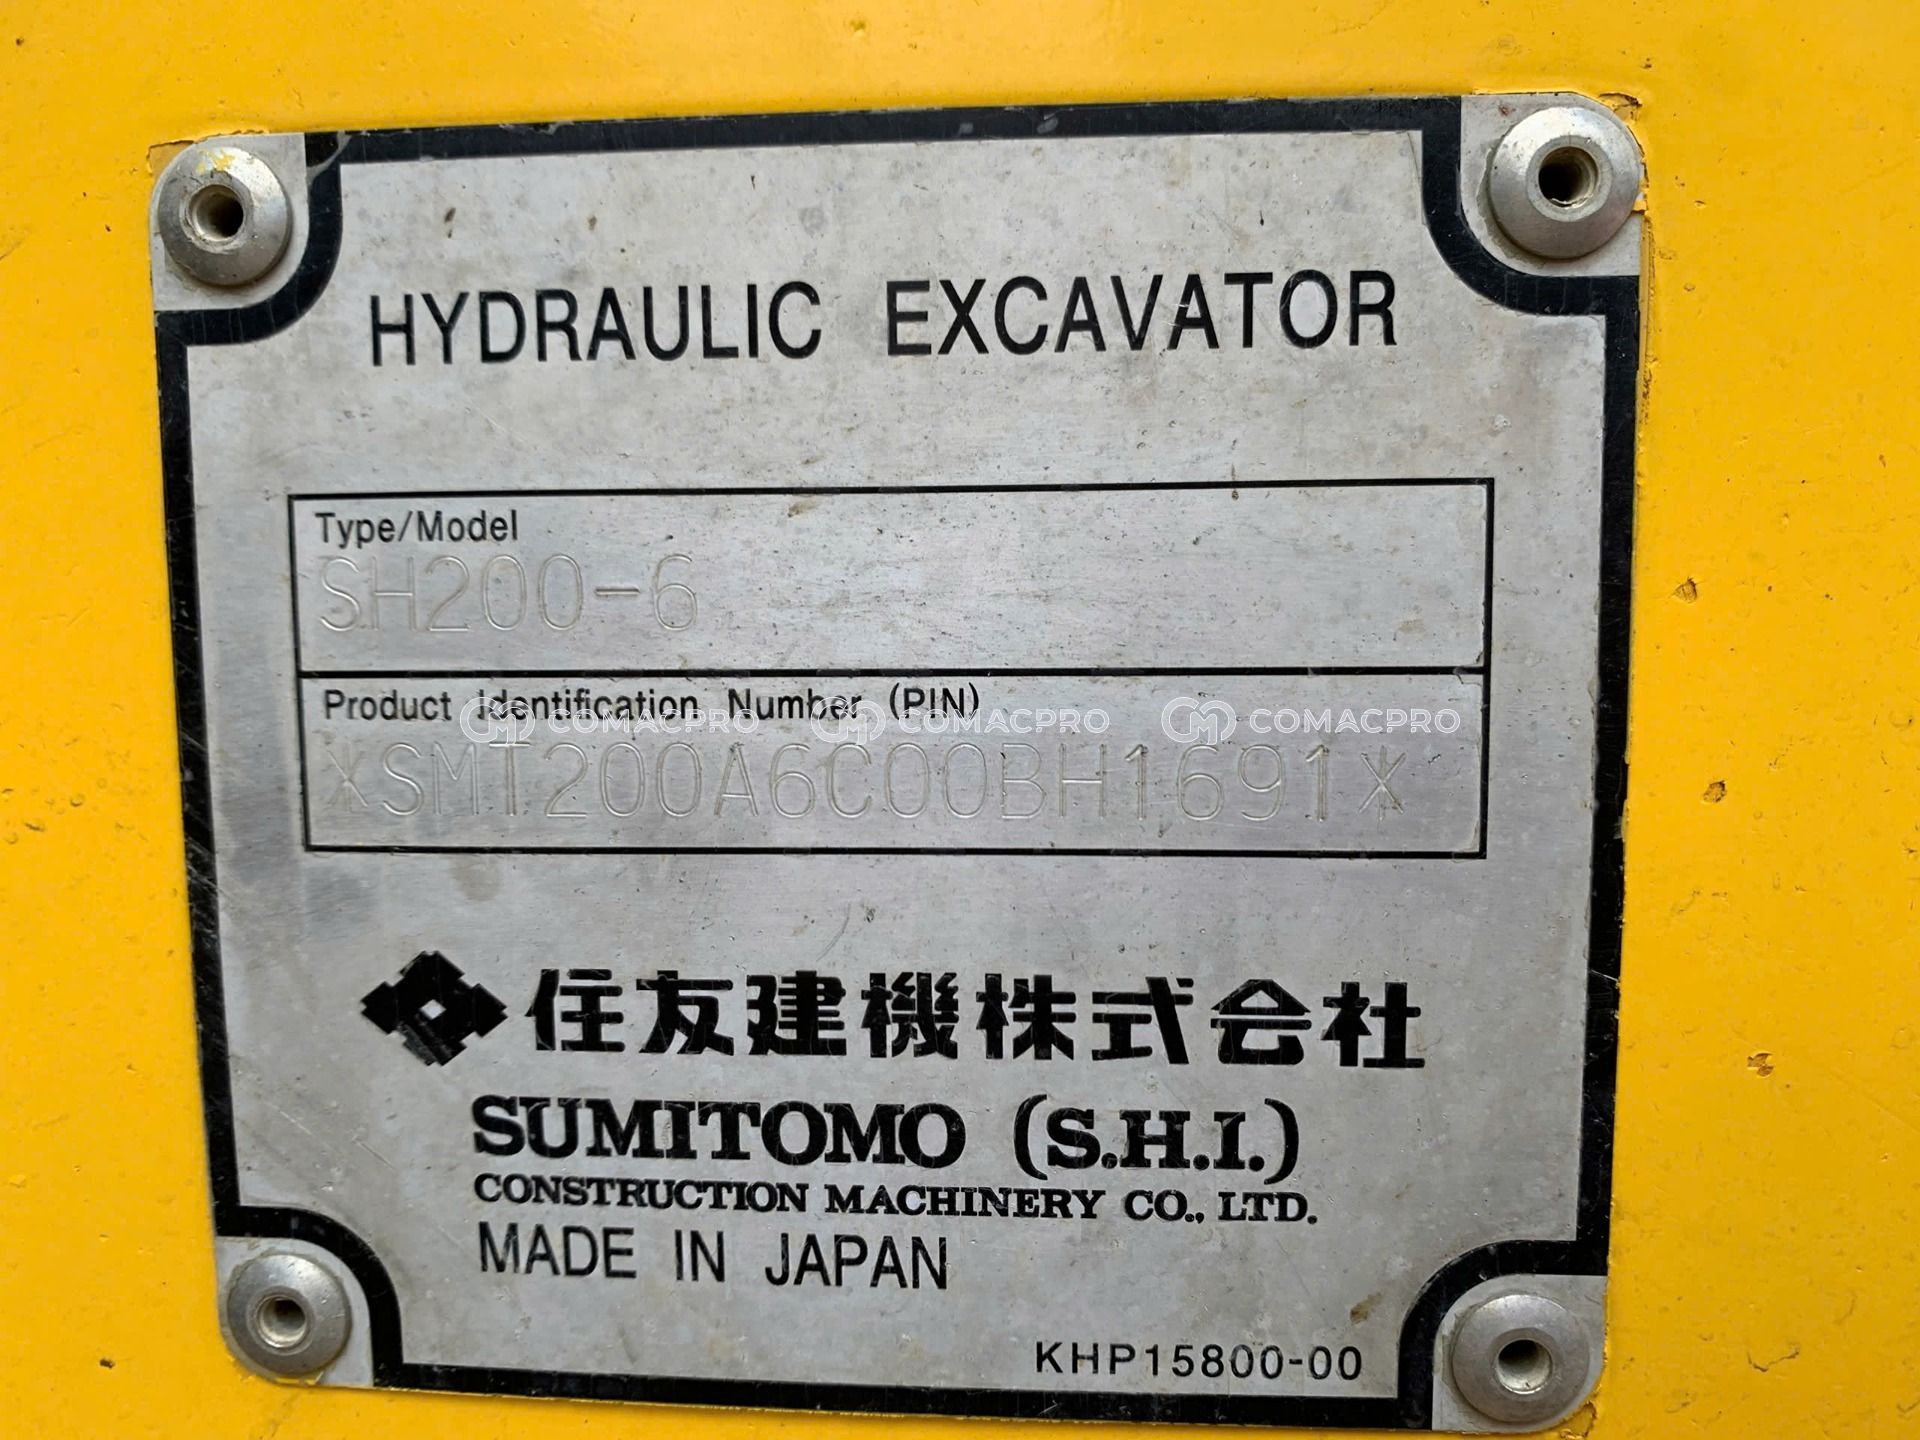 HYDRAULIC EXCAVATOR
Type/Model
SH200-6
Product Identification Number (PIN)
COMACPRO COMACPRO COMACPRO
*SMT200A6C00BH1691*
住友建機株式会社
SUMITOMO (S.H.I.)
CONSTRUCTION MACHINERY CO., LTD.
MADE IN JAPAN
KHP15800-00